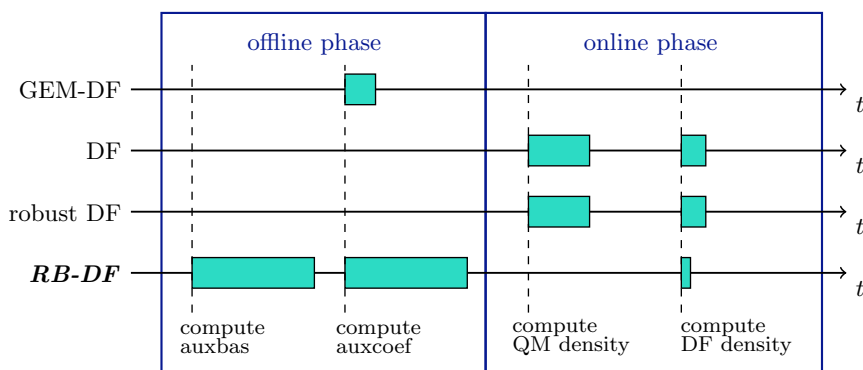 offline phase
online phase
GEM-DF
t
DF
t
robust DF
t
RB-DF
t
compute
auxbas
compute
auxcoef
compute
QM density
compute
DF density